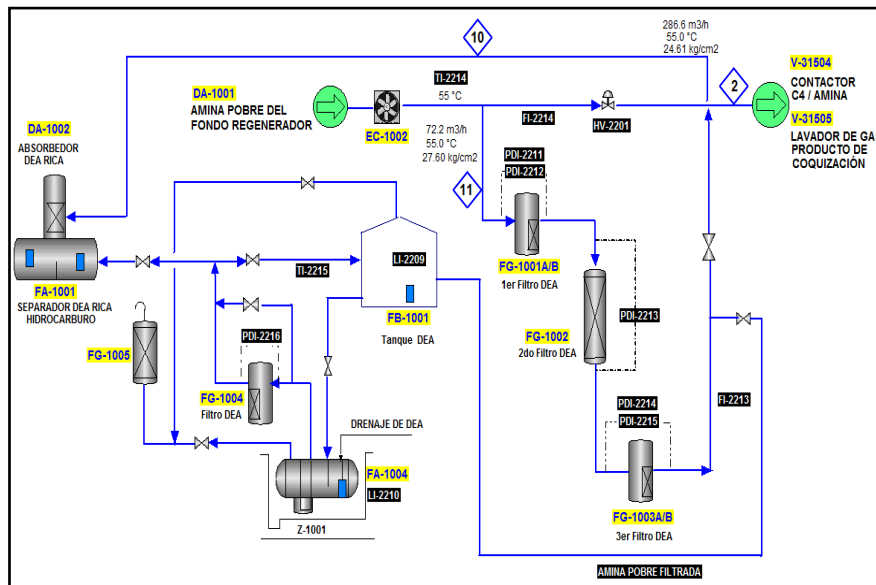 10
286.6 m3/h
55.0 °C
24.61 kg/cm2
V-31504
CONTACTOR
C4 / AMINA
V-31505
LAVADOR DE GA
PRODUCTO DE
COQUIZACIÓN
2
DA-1001
AMINA POBRE DEL
FONDO REGENERADOR
TI-2214
55 °C
EC-1002
FI-2214
HV-2201
72.2 m3/h
55.0 °C
27.60 kg/cm2
11
DA-1002
ABSORBEDOR
DEA RICA
PDI-2211
PDI-2212
FG-1001A/B
1er Filtro DEA
FA-1001
SEPARADOR DEA RICA
HIDROCARBURO
TI-2215
LI-2209
FB-1001
Tanque DEA
FG-1002
2do Filtro DEA
PDI-2213
FG-1005
PDI-2216
FG-1004
Filtro DEA
DRENAJE DE DEA
FA-1004
LI-2210
Z-1001
PDI-2214
PDI-2215
FI-2213
FG-1003A/B
3er Filtro DEA
AMINA POBRE FILTRADA